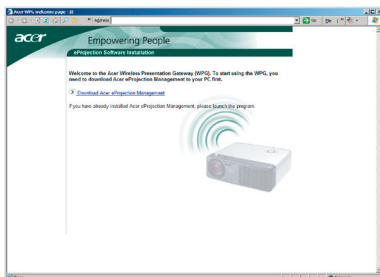 Acer WPG welcome page
Address
Go
acer
Empowering People
eProjection Software Installation
Welcome to the Acer Wireless Presentation Gateway (WPG). To start using the WPG, you
need to download Acer eProjection Management to your PC first.
Download Acer eProjection Management
If you have already installed Acer eProjection Management, please launch the program.